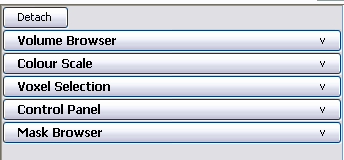 Detach
Volume Browser v
Colour Scale v
Voxel Selection v
Control Panel v
Mask Browser v